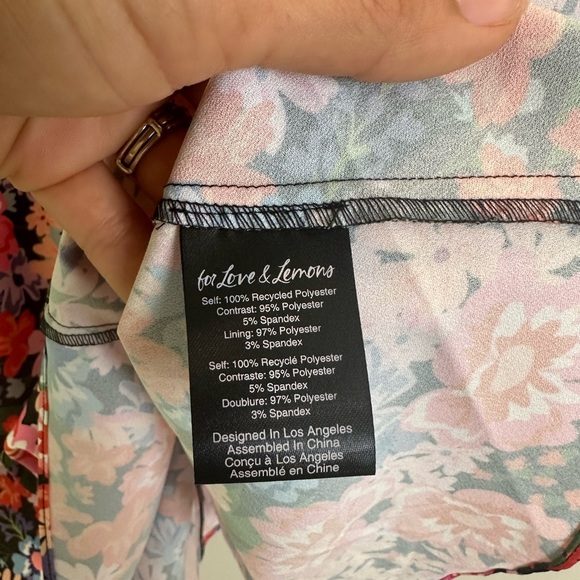 for Love & Lemons
Self: 100% Recycled Polyester
Contrast: 95% Polyester
5% Spandex
Lining: 97% Polyester
3% Spandex
Self: 100% Recyclé Polyester
Contraste: 95% Polyester
5% Spandex
Doublure: 97% Polyester
3% Spandex
Designed In Los Angeles
Assembled In China
Conçu à Los Angeles
Assemblé en Chine